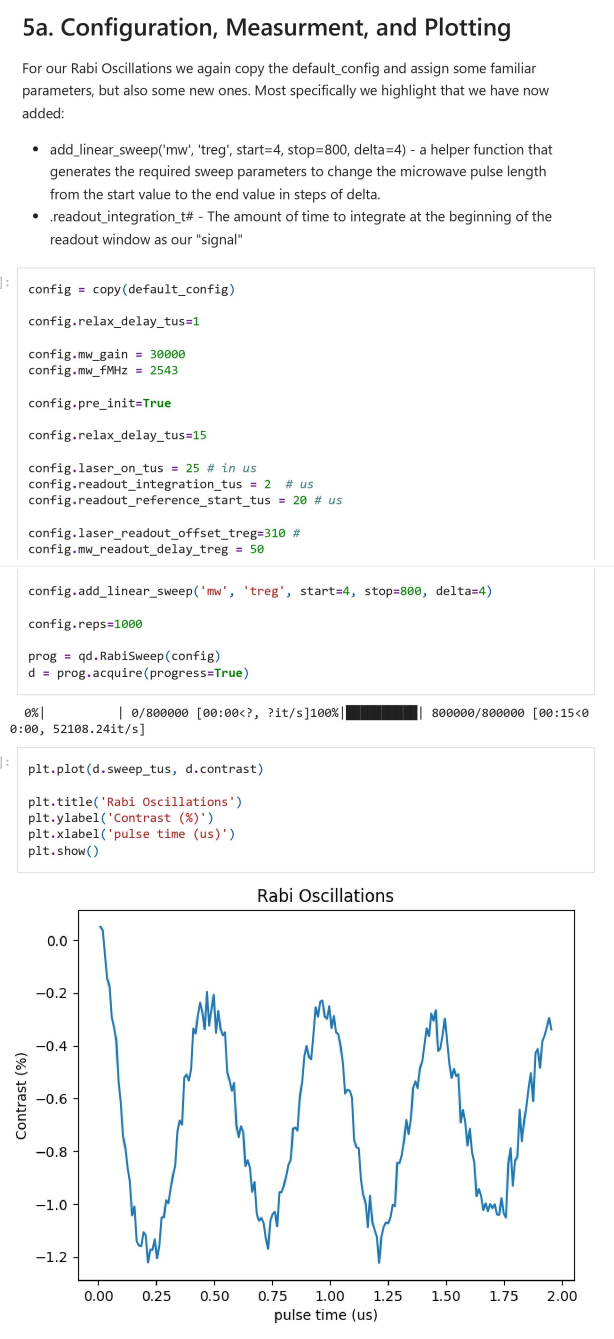 5a. Configuration, Measurment, and Plotting
For our Rabi Oscillations we again copy the default_config and assign some familiar
parameters, but also some new ones. Most specifically we highlight that we have now
added:
• add_linear_sweep('mw', 'treg', start=4, stop=800, delta=4) - a helper function that
generates the required sweep parameters to change the microwave pulse length
from the start value to the end value in steps of delta.
• .readout_integration_t# - The amount of time to integrate at the beginning of the
readout window as our "signal"
]:
config = copy(default_config)
config.relax_delay_tus=1
config.mw_gain = 30000
config.mw_fMHz = 2543
config.pre_init=True
config.relax_delay_tus=15
config.laser_on_tus = 25 # in us
config.readout_integration_tus = 2  # us
config.readout_reference_start_tus = 20 # us
config.laser_readout_offset_treg=310 #
config.mw_readout_delay_treg = 50
config.add_linear_sweep('mw', 'treg', start=4, stop=800, delta=4)
config.reps=1000
prog = qd.RabiSweep(config)
d = prog.acquire(progress=True)
0%|          | 0/800000 [00:00<?, ?it/s]100%|██████████| 800000/800000 [00:15<0
0:00, 52108.24it/s]
]:
plt.plot(d.sweep_tus, d.contrast)
plt.title('Rabi Oscillations')
plt.ylabel('Contrast (%)')
plt.xlabel('pulse time (us)')
plt.show()
Rabi Oscillations
0.0
−0.2
−0.4
−0.6
−0.8
−1.0
−1.2
Contrast (%)
0.00 0.25 0.50 0.75 1.00 1.25 1.50 1.75 2.00
pulse time (us)